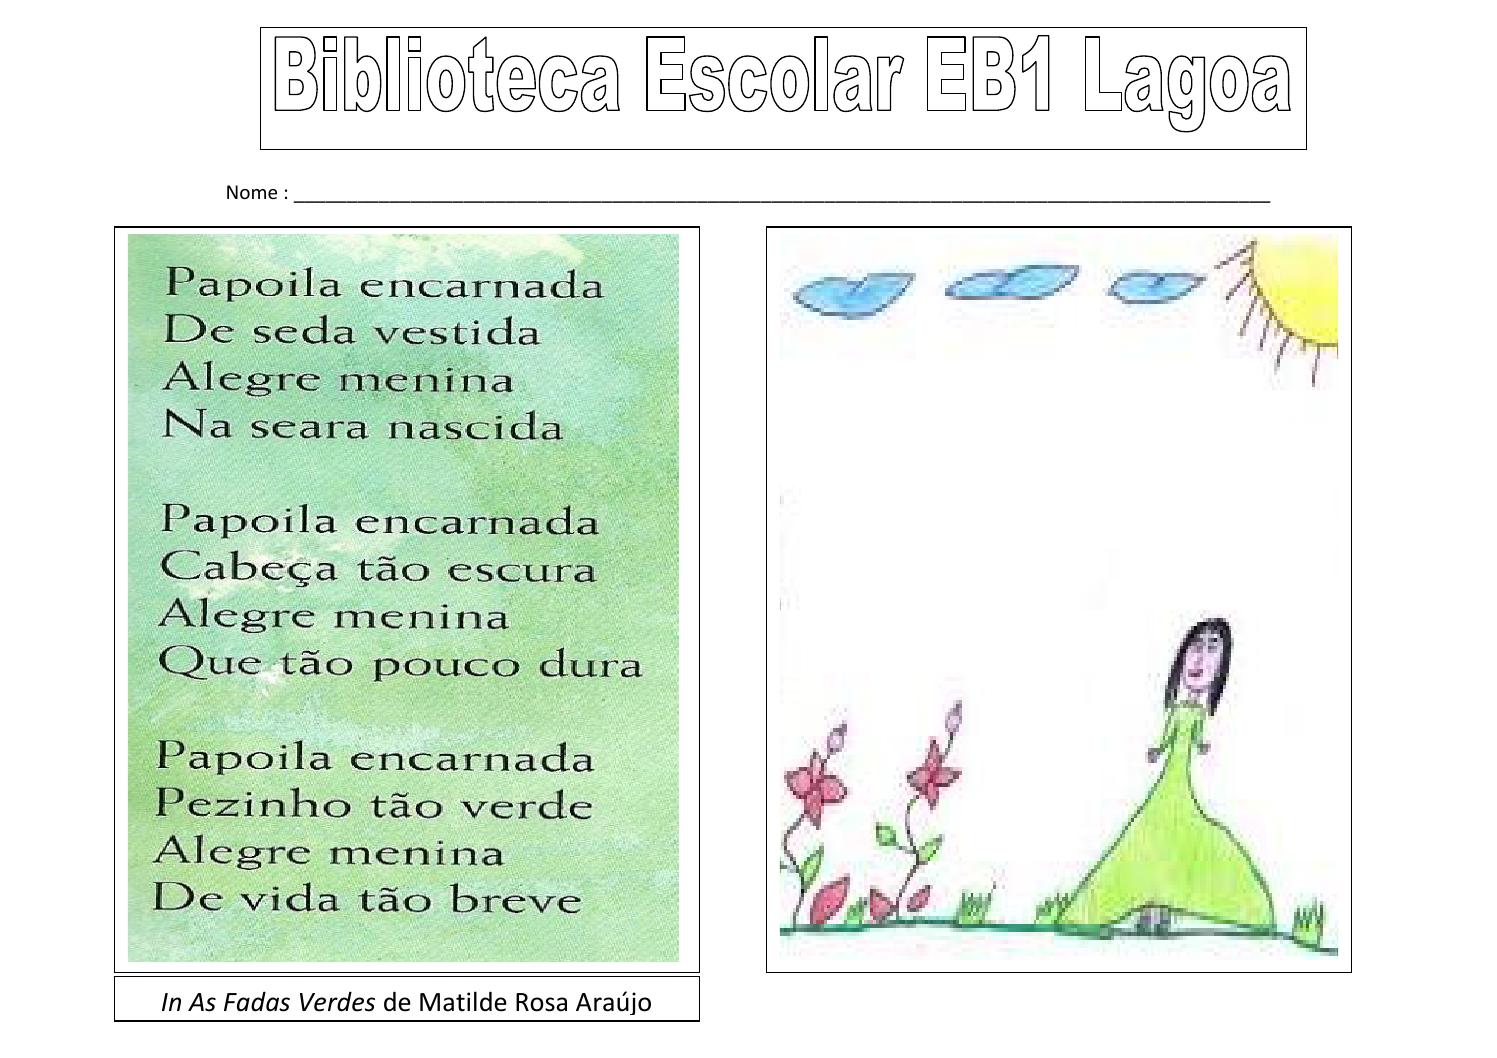 Biblioteca Escolar EB1 Lagoa
Nome : ________________________________________________________________________________________________
Papoila encarnada
De seda vestida
Alegre menina
Na seara nascida
Papoila encarnada
Cabeça tão escura
Alegre menina
Que tão pouco dura
Papoila encarnada
Pezinho tão verde
Alegre menina
De vida tão breve
In As Fadas Verdes de Matilde Rosa Araújo